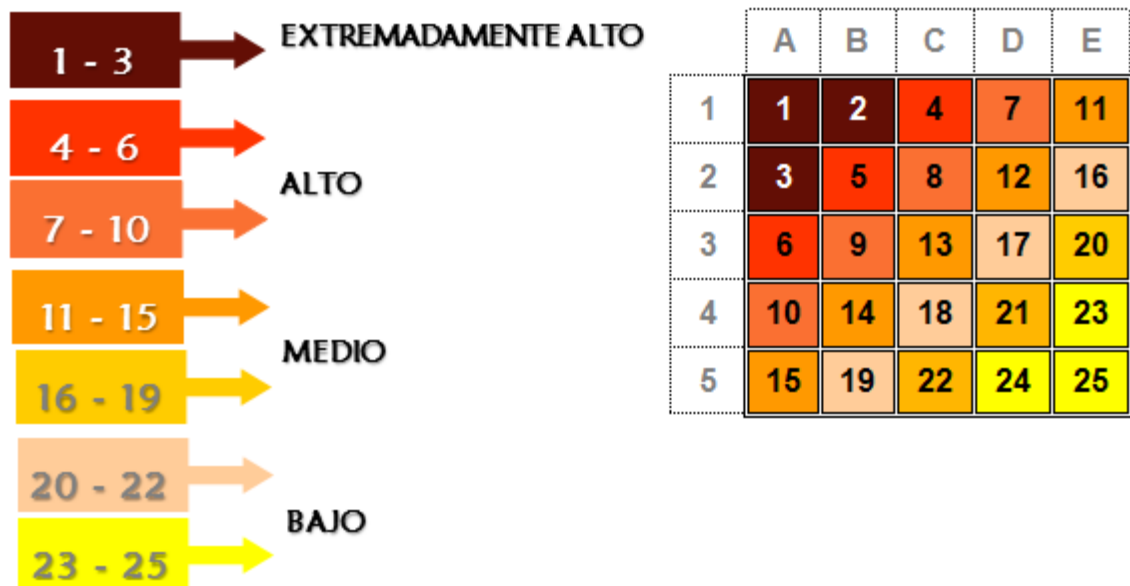 1 - 3
EXTREMADAMENTE ALTO
4 - 6
ALTO
7 - 10
11 - 15
MEDIO
16 - 19
20 - 22
BAJO
23 - 25
A B C D E
1 1 2 4 7 11
2 3 5 8 12 16
3 6 9 13 17 20
4 10 14 18 21 23
5 15 19 22 24 25